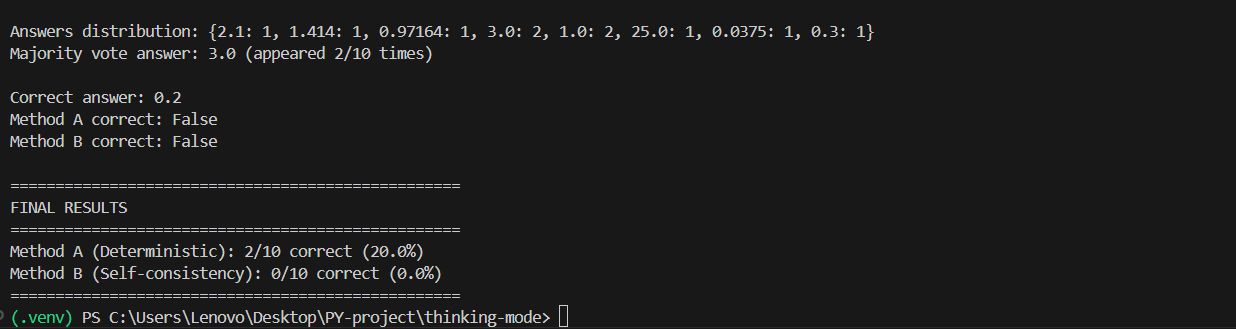 Answers distribution: {2.1: 1, 1.414: 1, 0.97164: 1, 3.0: 2, 1.0: 2, 25.0: 1, 0.0375: 1, 0.3: 1}
Majority vote answer: 3.0 (appeared 2/10 times)
Correct answer: 0.2
Method A correct: False
Method B correct: False
==================================================
FINAL RESULTS
==================================================
Method A (Deterministic): 2/10 correct (20.0%)
Method B (Self-consistency): 0/10 correct (0.0%)
==================================================
(.venv) PS C:\Users\Lenovo\Desktop\PY-project\thinking-mode>